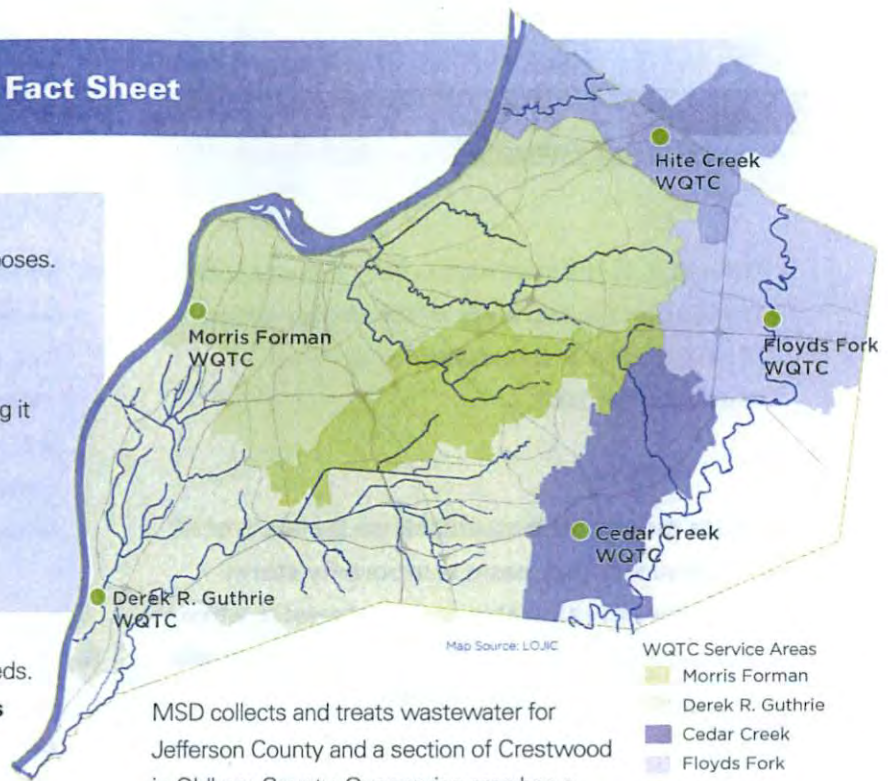 Fact Sheet
oses.
g it
eds.
s
Hite Creek
WQTC
Morris Forman
WQTC
Floyds Fork
WQTC
Cedar Creek
WQTC
Derek R. Guthrie
WQTC
Map Source: LOJIC
WQTC Service Areas
Morris Forman
Derek R. Guthrie
Cedar Creek
Floyds Fork
MSD collects and treats wastewater for
Jefferson County and a section of Crestwood